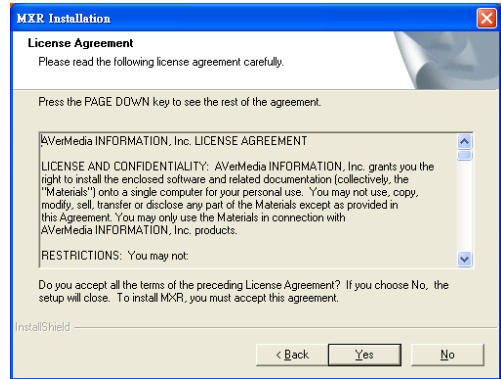 MXR Installation
License Agreement
Please read the following license agreement carefully.
Press the PAGE DOWN key to see the rest of the agreement.
AVerMedia INFORMATION, Inc. LICENSE AGREEMENT
LICENSE AND CONFIDENTIALITY:  AVerMedia INFORMATION, Inc. grants you the
right to install the enclosed software and related documentation (collectively, the
"Materials") onto a single computer for your personal use.  You may not use, copy,
modify, sell, transfer or disclose any part of the Materials except as provided in
this Agreement. You may only use the Materials in connection with
AVerMedia INFORMATION, Inc. products.
RESTRICTIONS:  You may not:
Do you accept all the terms of the preceding License Agreement?  If you choose No,  the
setup will close.  To install MXR, you must accept this agreement.
InstallShield
< Back
Yes
No